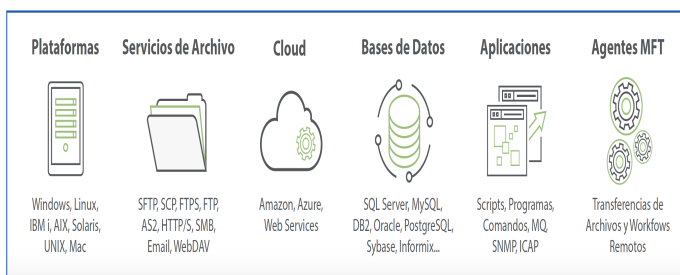 Plataformas
Servicios de Archivo
Cloud
Bases de Datos
Aplicaciones
Agentes MFT
Windows, Linux,
IBM i, AIX, Solaris,
UNIX, Mac
SFTP, SCP, FTPS, FTP,
AS2, HTTP/S, SMB,
Email, WebDAV
Amazon, Azure,
Web Services
SQL Server, MySQL,
DB2, Oracle, PostgreSQL,
Sybase, Informix...
Scripts, Programas,
Comandos, MQ,
SNMP, ICAP
Transferencias de
Archivos y Workfows
Remotos